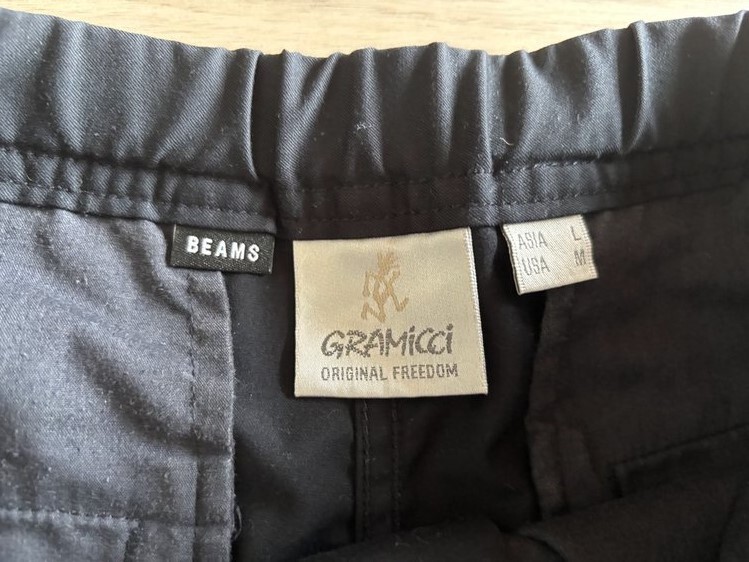 BEAMS
GRAMiCCi
ORIGINAL FREEDOM
ASIA L
USA M